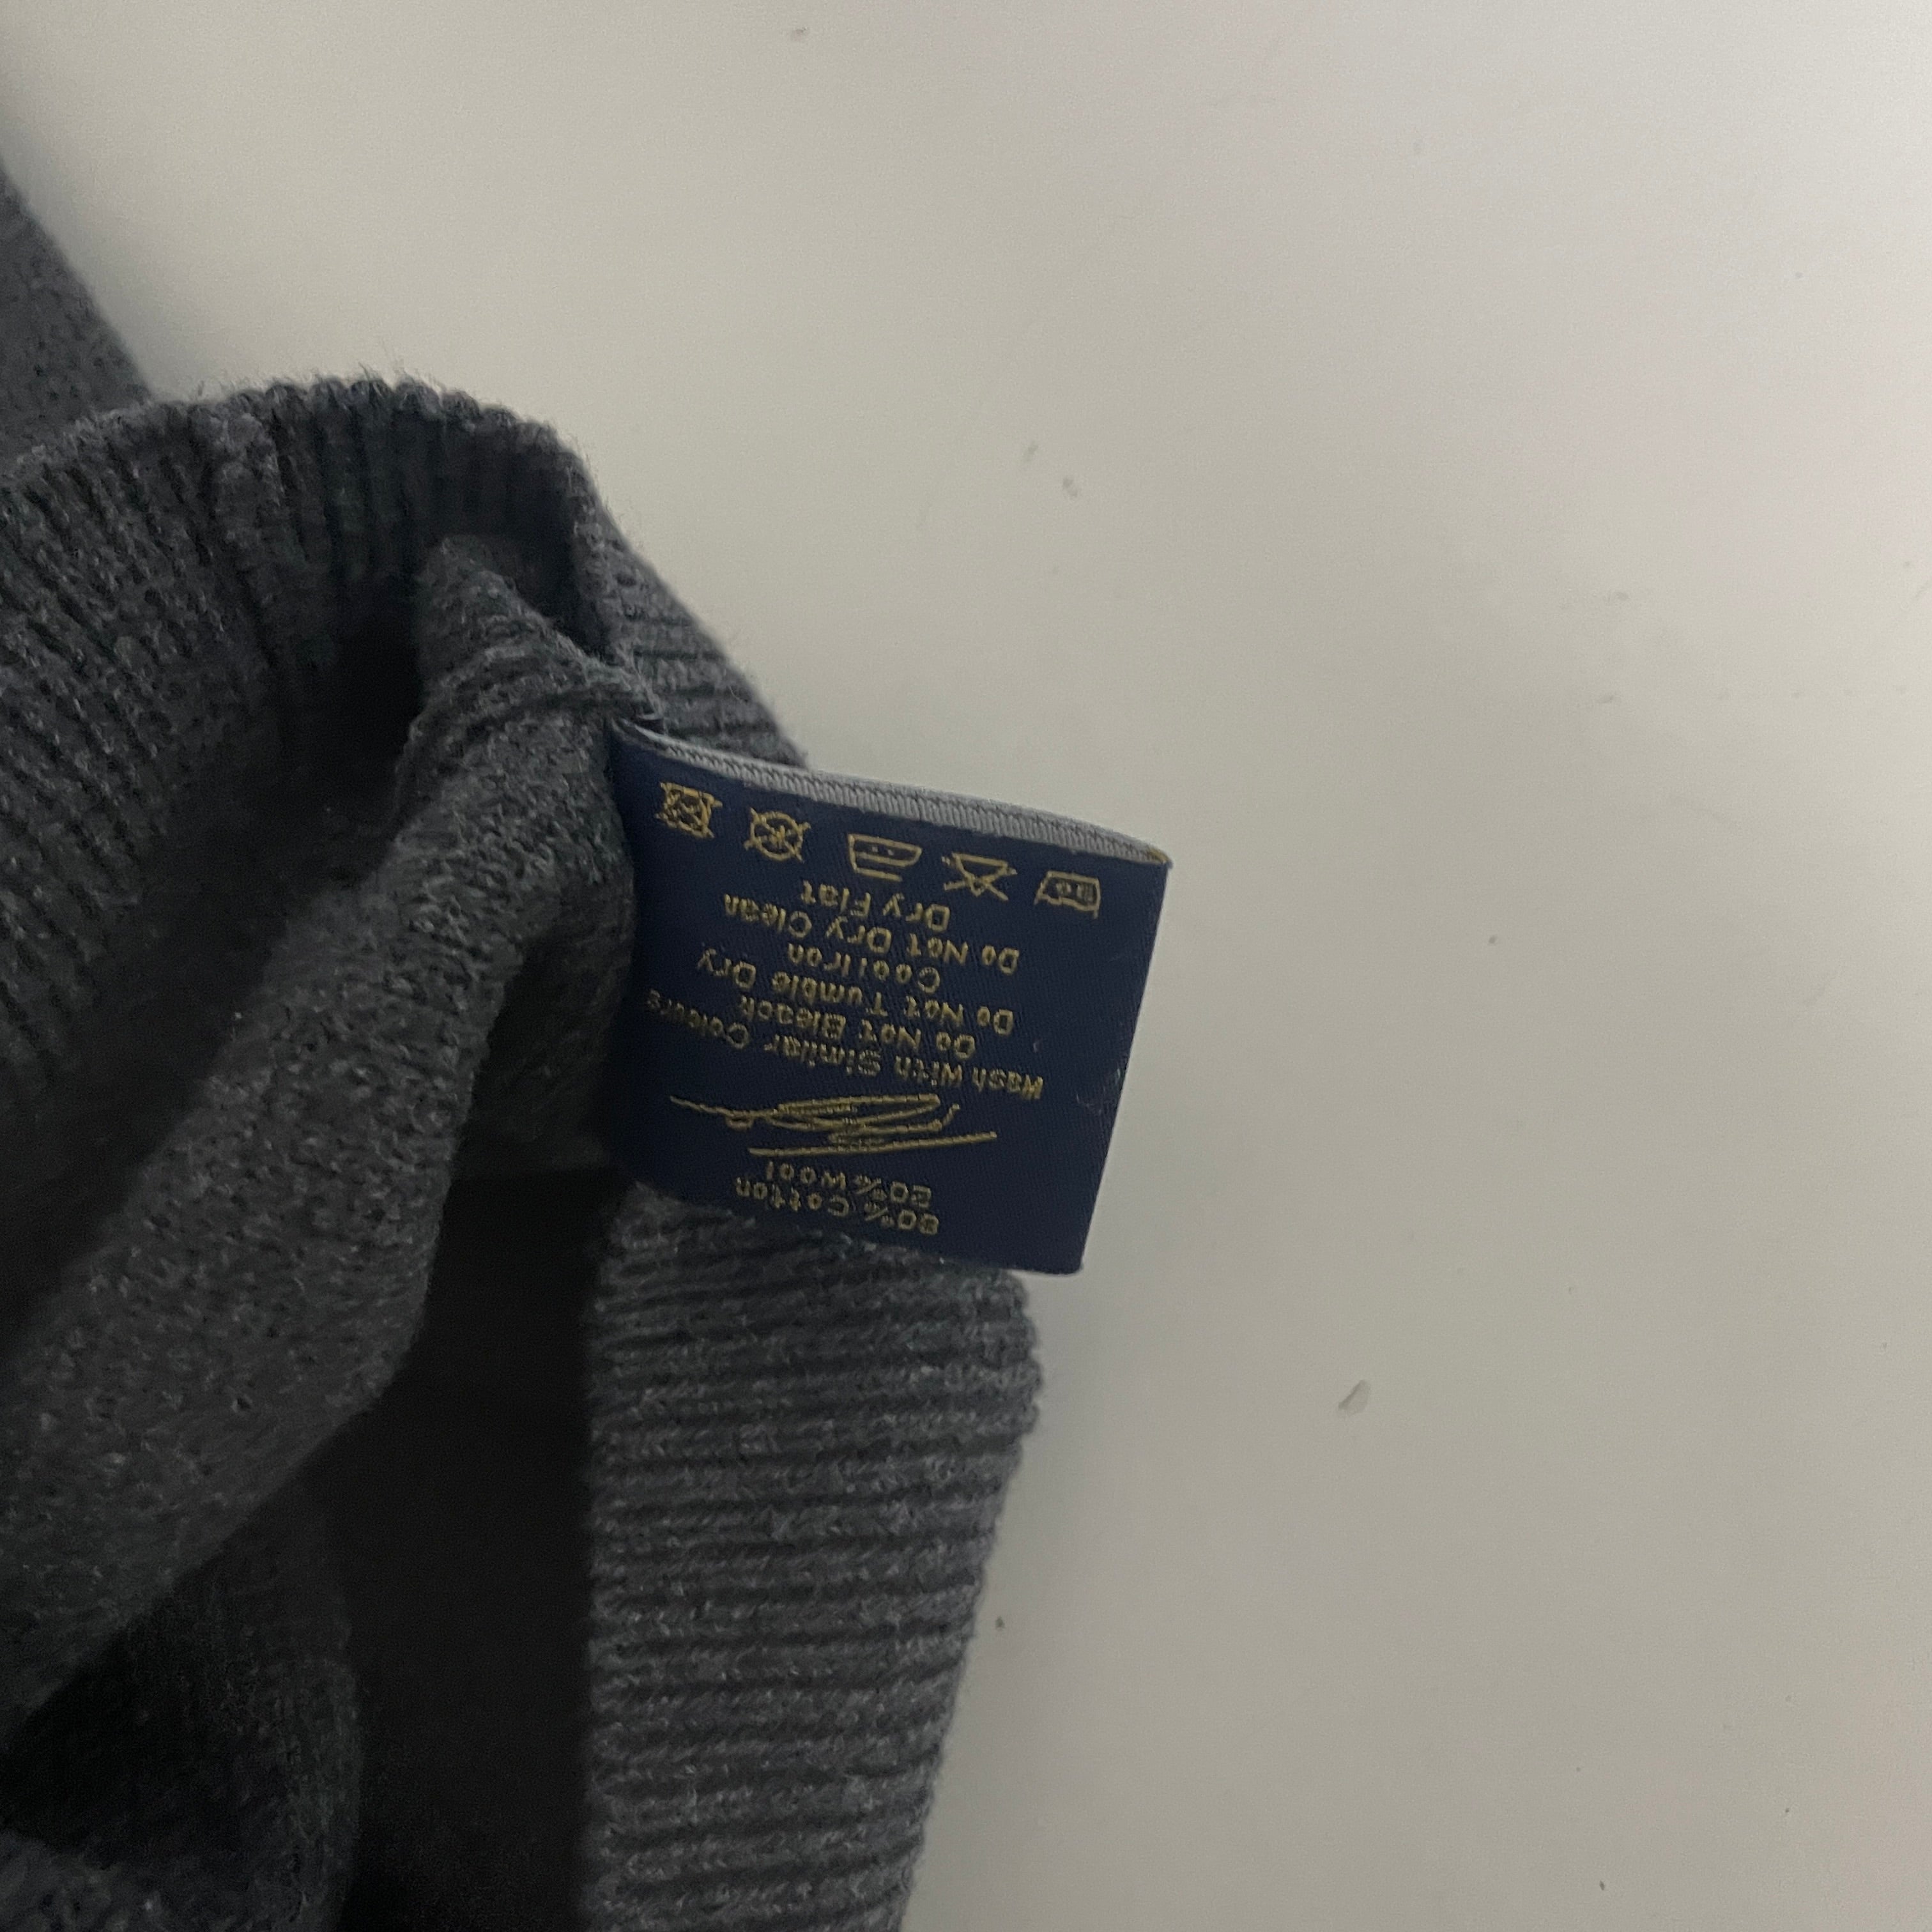 80% Cotton
20% Wool
Wash With Similar Colours
Do Not Bleach
Do Not Tumble Dry
Cool Iron
Do Not Dry Clean
Dry Flat